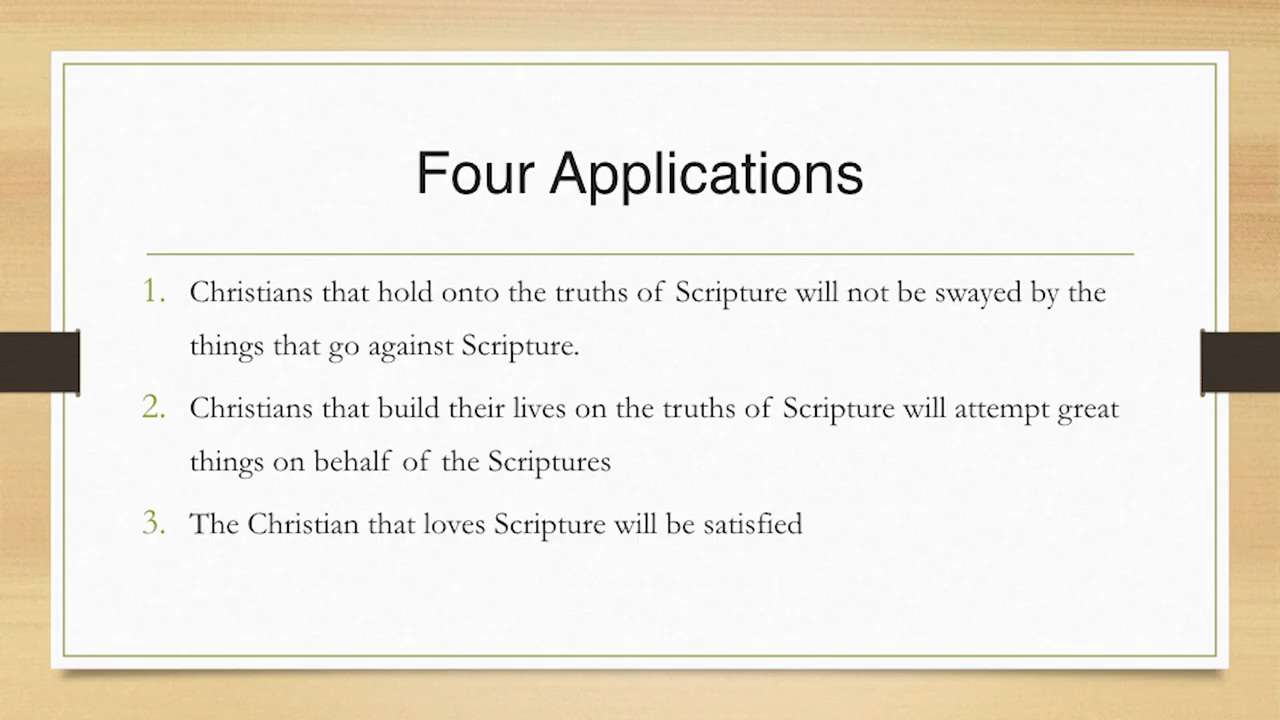 Four Applications
1. Christians that hold onto the truths of Scripture will not be swayed by the
things that go against Scripture.
2. Christians that build their lives on the truths of Scripture will attempt great
things on behalf of the Scriptures
3. The Christian that loves Scripture will be satisfied